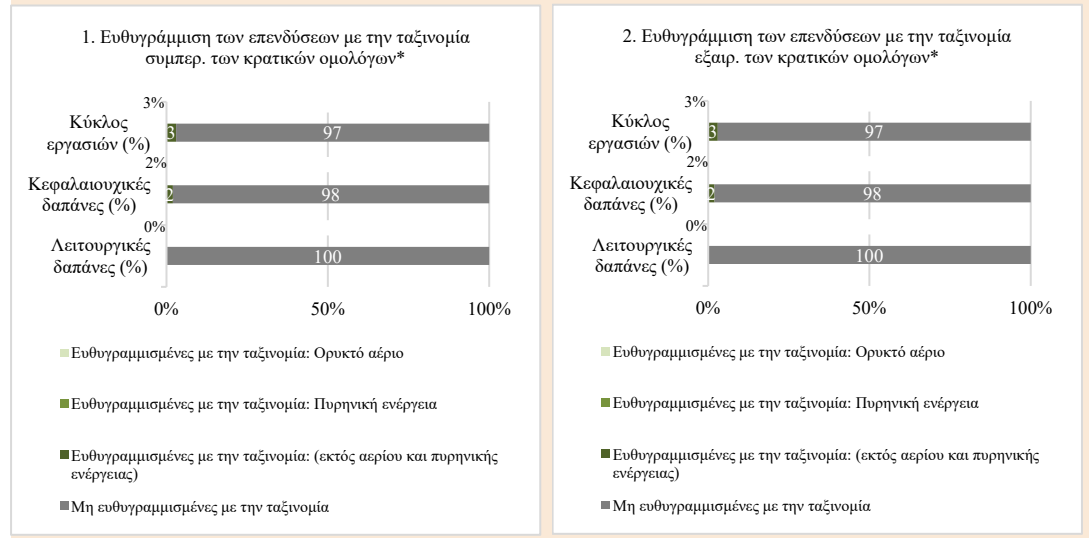 1. Ευθυγράμμιση των επενδύσεων με την ταξινομία
συμπερ. των κρατικών ομολόγων*
3%
Κύκλος
εργασιών (%)
3
97
2%
Κεφαλαιουχικές
δαπάνες (%)
2
98
0%
Λειτουργικές
δαπάνες (%)
100
0%
50%
100%
Ευθυγραμμισμένες με την ταξινομία: Ορυκτό αέριο
Ευθυγραμμισμένες με την ταξινομία: Πυρηνική ενέργεια
Ευθυγραμμισμένες με την ταξινομία: (εκτός αερίου και πυρηνικής
ενέργειας)
Μη ευθυγραμμισμένες με την ταξινομία
2. Ευθυγράμμιση των επενδύσεων με την ταξινομία
εξαιρ. των κρατικών ομολόγων*
3%
Κύκλος
εργασιών (%)
3
97
2%
Κεφαλαιουχικές
δαπάνες (%)
2
98
0%
Λειτουργικές
δαπάνες (%)
100
0%
50%
100%
Ευθυγραμμισμένες με την ταξινομία: Ορυκτό αέριο
Ευθυγραμμισμένες με την ταξινομία: Πυρηνική ενέργεια
Ευθυγραμμισμένες με την ταξινομία: (εκτός αερίου και πυρηνικής
ενέργειας)
Μη ευθυγραμμισμένες με την ταξινομία